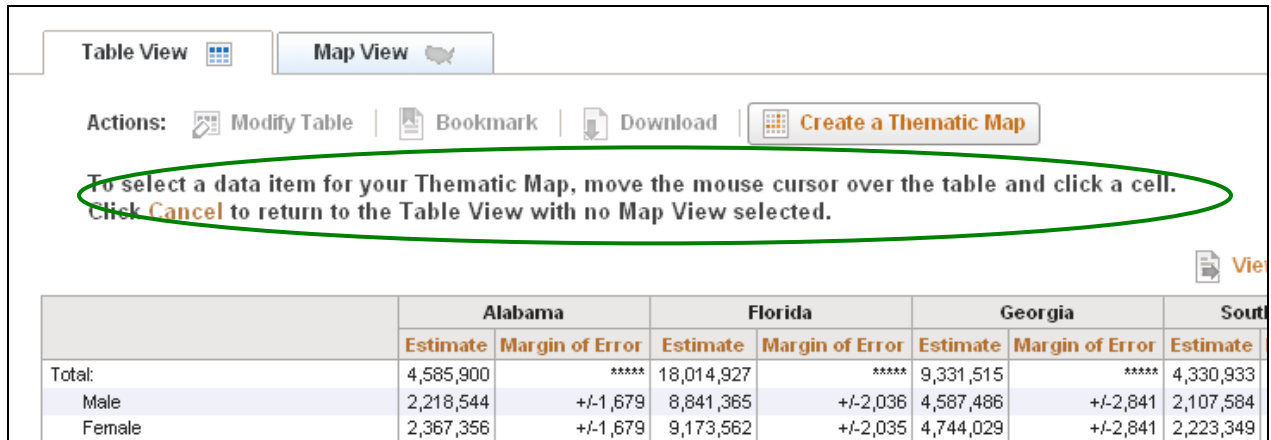 Table View Map View
Actions: Modify Table | Bookmark | Download | Create a Thematic Map
To select a data item for your Thematic Map, move the mouse cursor over the table and click a cell.
Click Cancel to return to the Table View with no Map View selected.
Alabama Florida Georgia
Estimate Margin of Error Estimate Margin of Error Estimate Margin of Error Estimate
Total: 4,585,900 ***** 18,014,927 ***** 9,331,515 ***** 4,330,933
Male 2,218,544 +/-1,679 8,841,365 +/-2,036 4,587,486 +/-2,841 2,107,584
Female 2,367,356 +/-1,679 9,173,562 +/-2,035 4,744,029 +/-2,841 2,223,349